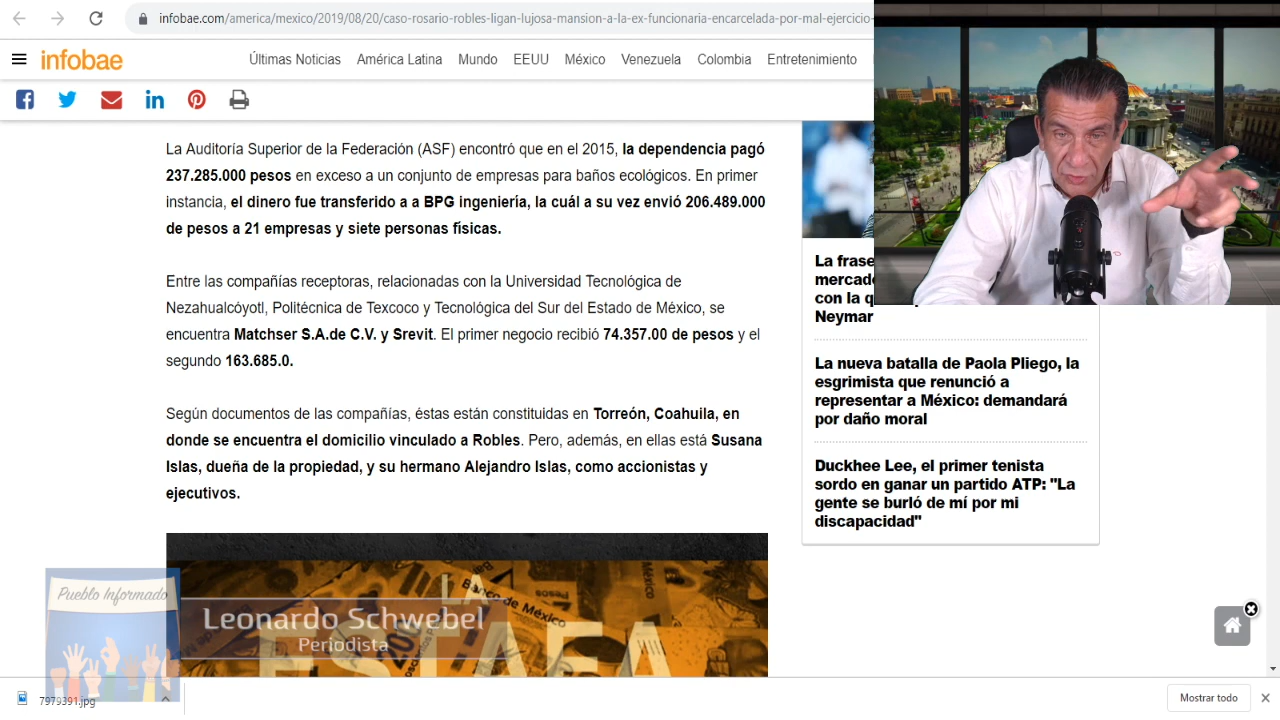 infobae.com/america/mexico/2019/08/20/caso-rosario-robles-ligan-lujosa-mansion-a-la-ex-funcionaria-encarcelada-por-mal-ejercicio-
infobae
Últimas Noticias América Latina Mundo EEUU México Venezuela Colombia Entretenimiento
La Auditoría Superior de la Federación (ASF) encontró que en el 2015, la dependencia pagó
237.285.000 pesos en exceso a un conjunto de empresas para baños ecológicos. En primer
instancia, el dinero fue transferido a a BPG ingeniería, la cuál a su vez envió 206.489.000
de pesos a 21 empresas y siete personas físicas.
Entre las compañías receptoras, relacionadas con la Universidad Tecnológica de
Nezahualcóyotl, Politècnica de Texcoco y Tecnológica del Sur del Estado de México, se
encuentra Matchser S.A.de C.V. y Srevit. El primer negocio recibió 74.357.00 de pesos y el
segundo 163.685.0.
Según documentos de las compañías, éstas están constituidas en Torreón, Coahuila, en
donde se encuentra el domicilio vinculado a Robles. Pero, además, en ellas está Susana
Islas, dueña de la propiedad, y su hermano Alejandro Islas, como accionistas y
ejecutivos.
La frase
mercado
con la q
Neymar
La nueva batalla de Paola Pliego, la
esgrimista que renunció a
representar a México: demandará
por daño moral
Duckhee Lee, el primer tenista
sordo en ganar un partido ATP: "La
gente se burló de mí por mi
discapacidad"
LA
Banco de México
México
ESTAFA
Pueblo Informado
Leonardo Schwebel
Periodista
7979391.jpg
Mostrar todo